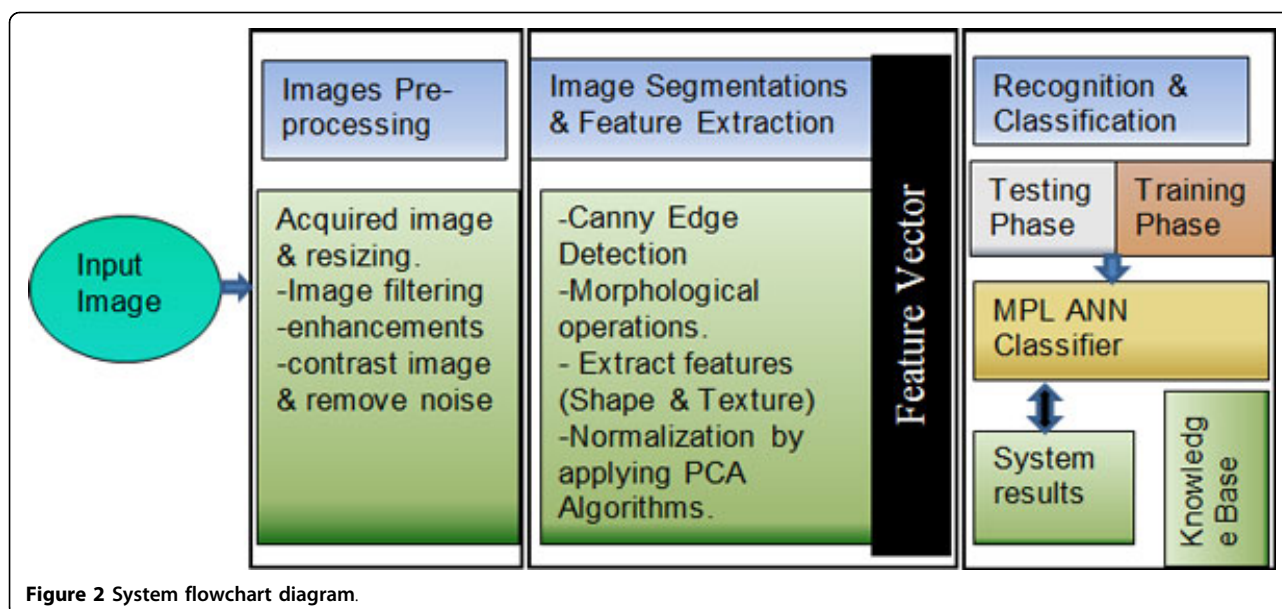 Input
Image
Images Pre-
processing
Acquired image
& resizing.
-Image filtering
-enhancements
-contrast image
& remove noise
Image Segmentations
& Feature Extraction
-Canny Edge
Detection
-Morphological
operations.
- Extract features
(Shape & Texture)
-Normalization by
applying PCA
Algorithms.
Feature Vector
Recognition &
Classification
Testing
Phase
Training
Phase
MPL ANN
Classifier
System
results
Knowledg
e Base
Figure 2 System flowchart diagram.